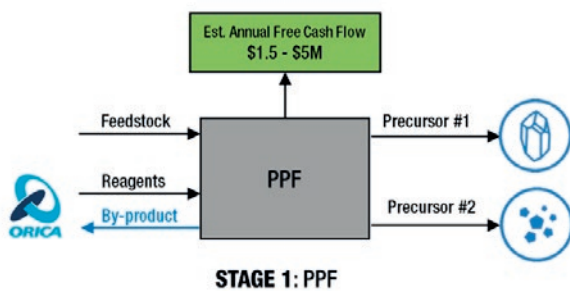 Est. Annual Free Cash Flow
$1.5 - $5M
Feedstock
Precursor #1
PPF
Reagents
By-product
Precursor #2
ORICA
STAGE 1: PPF